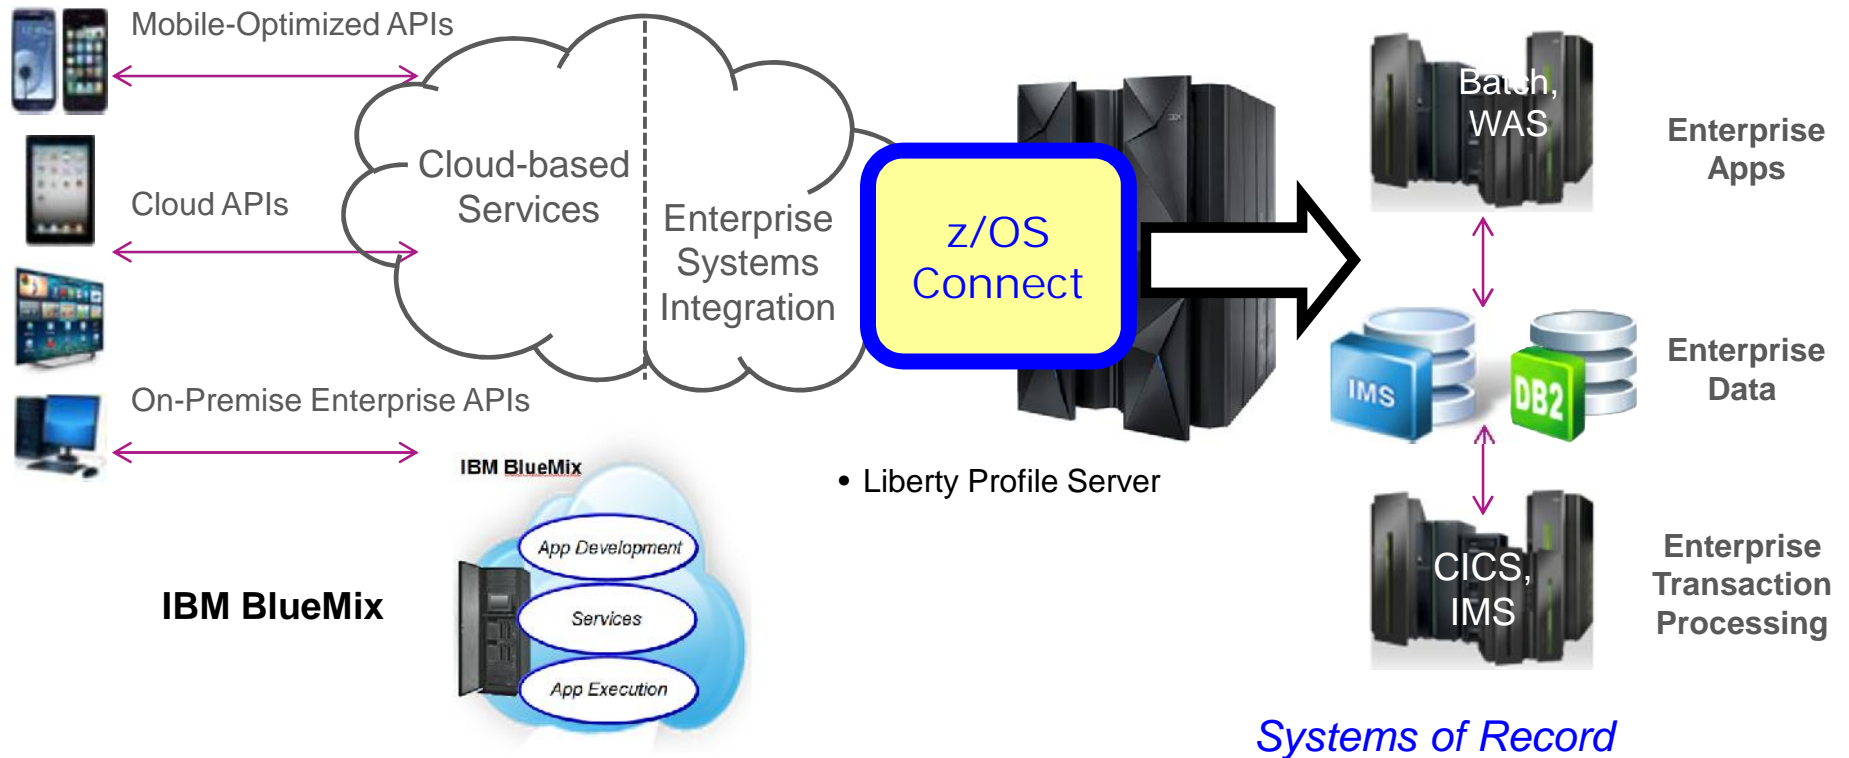 Mobile-Optimized APIs
Cloud APIs
On-Premise Enterprise APIs
Cloud-based
Services
Enterprise
Systems
Integration
z/OS
Connect
• Liberty Profile Server
IBM BlueMix
IBM BlueMix
App Development
Services
App Execution
Batch,
WAS
Enterprise
Apps
IMS
DB2
Enterprise
Data
CICS,
IMS
Enterprise
Transaction
Processing
Systems of Record